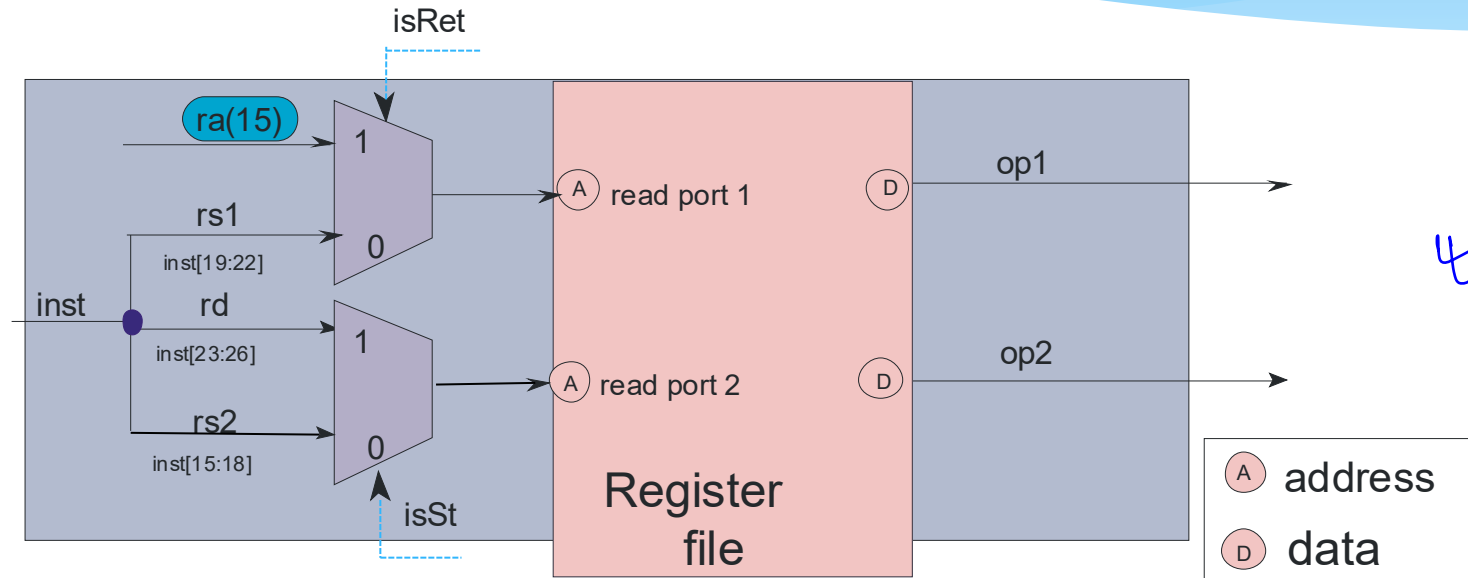 isRet
ra(15)
1
rs1
0
inst[19:22]
inst
rd
1
inst[23:26]
rs2
0
inst[15:18]
isSt
A read port 1
D
op1
A read port 2
D
op2
Register
file
A address
D data